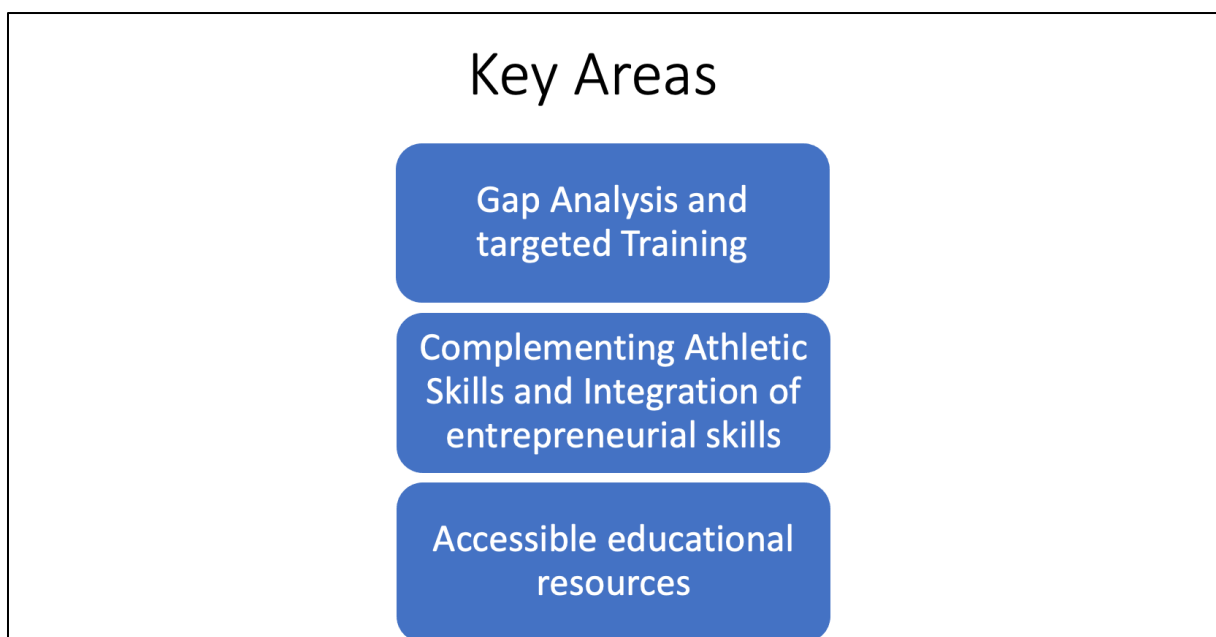 Key Areas
Gap Analysis and
targeted Training
Complementing Athletic
Skills and Integration of
entrepreneurial skills
Accessible educational
resources